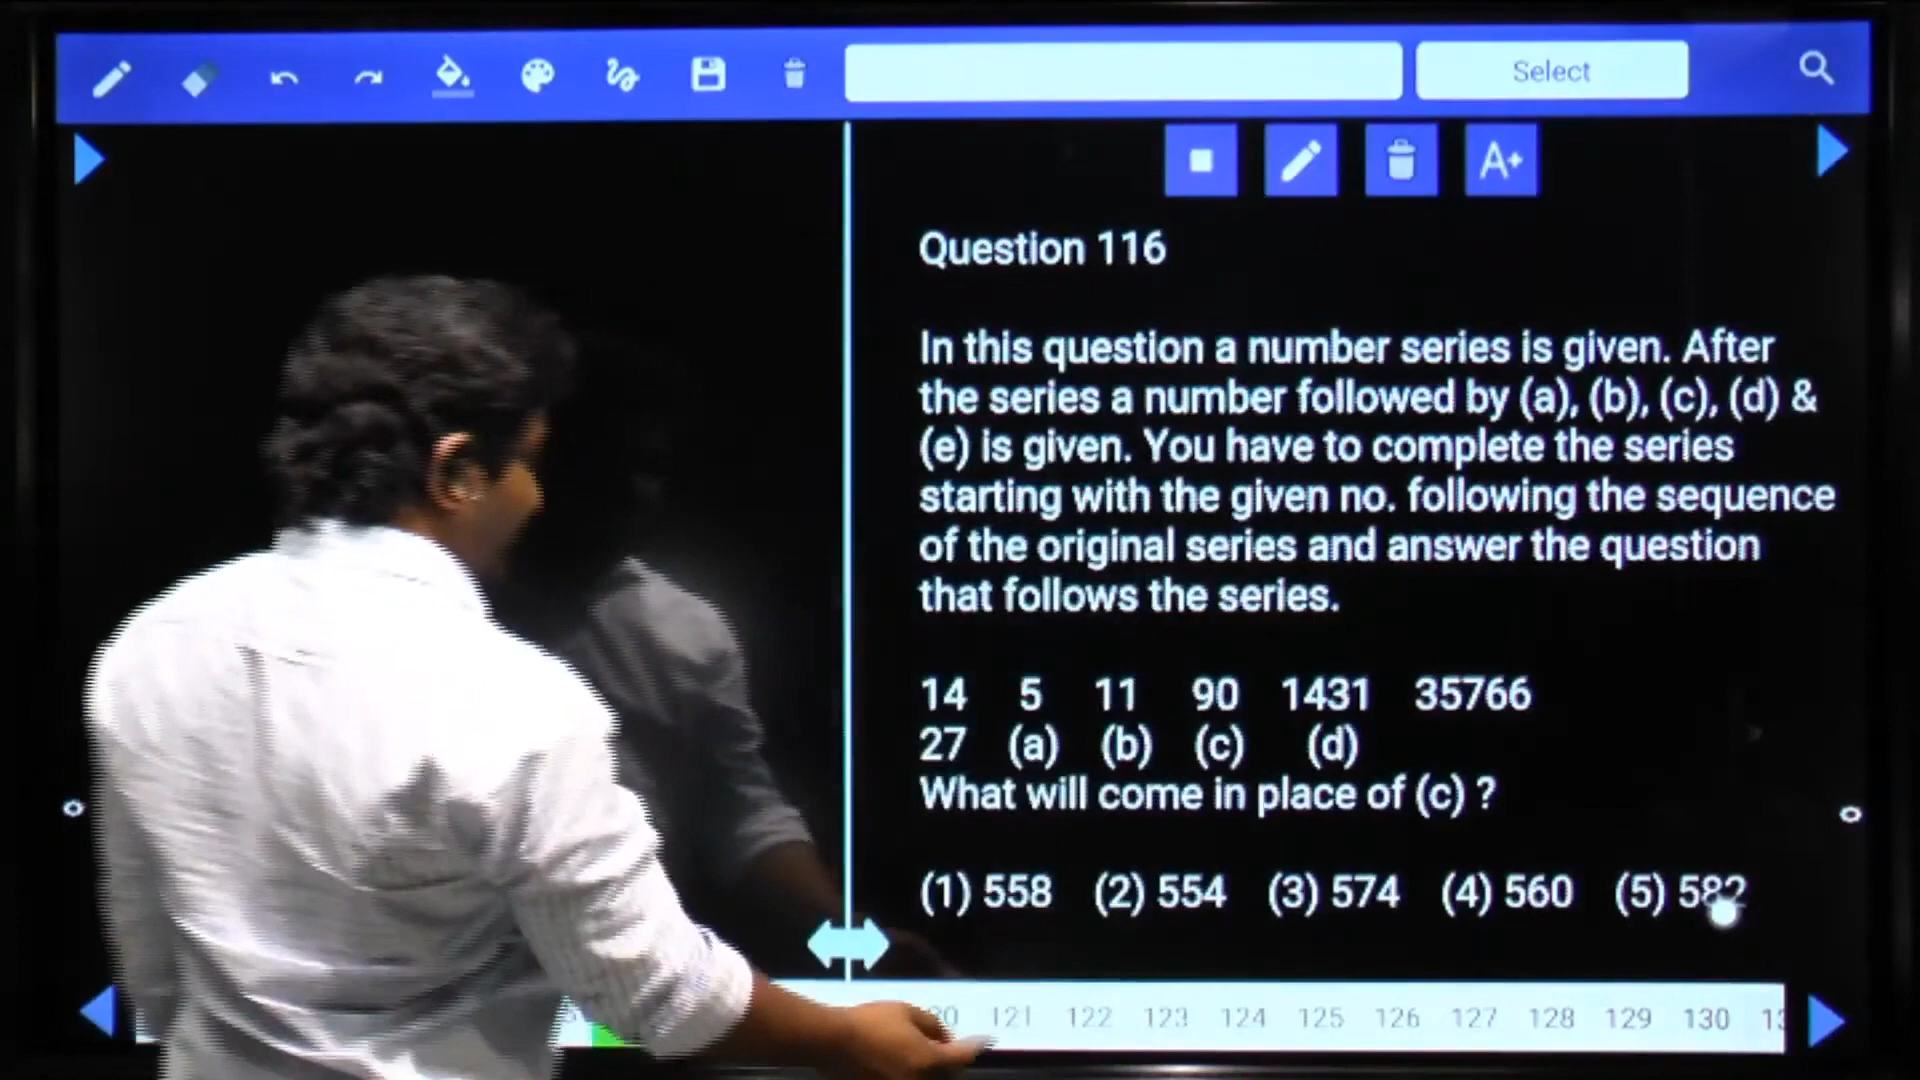 Select
A+
Question 116
In this question a number series is given. After
the series a number followed by (a), (b), (c), (d) &
(e) is given. You have to complete the series
starting with the given no. following the sequence
of the original series and answer the question
that follows the series.
14 5 11 90 1431 35766
27 (a) (b) (c) (d)
What will come in place of (c) ?
(1) 558 (2) 554 (3) 574 (4) 560 (5) 582
121 122 123 124 125 126 127 128 129 130